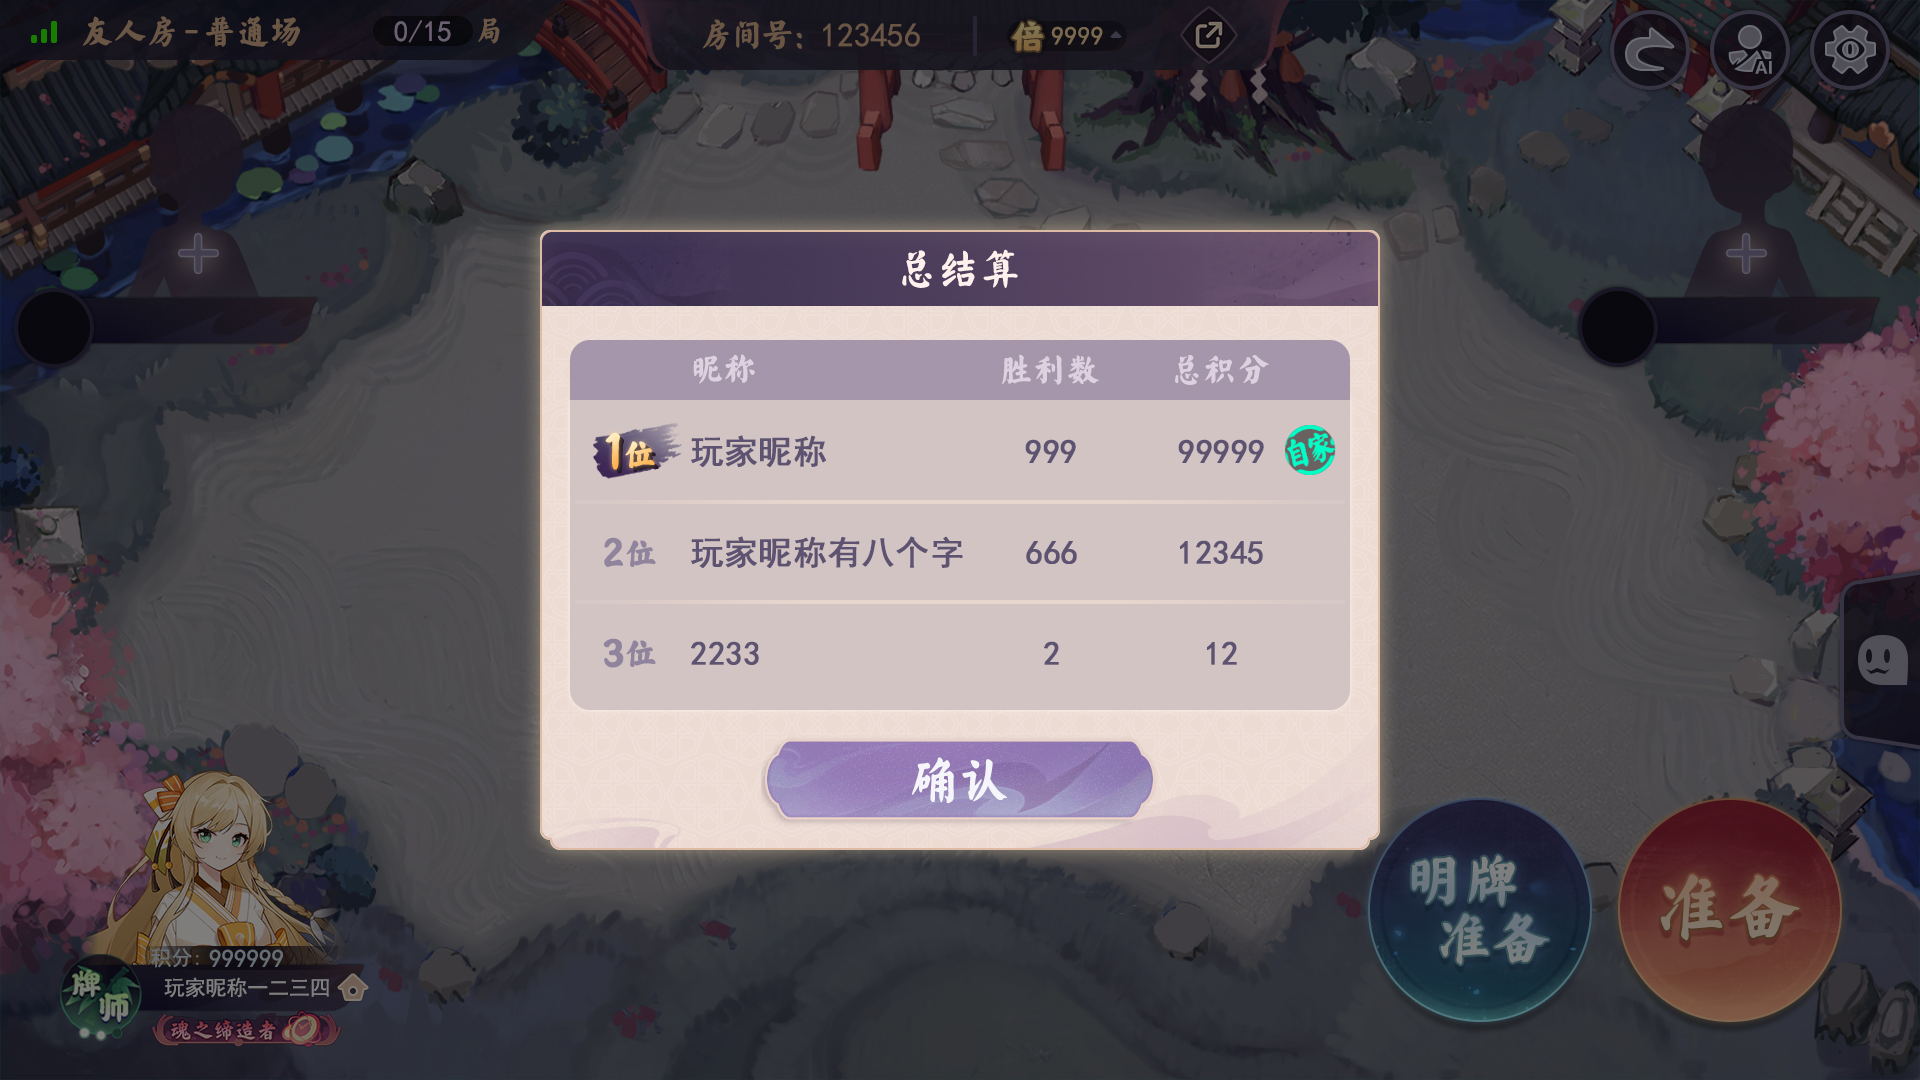 友人房-普通场 0/15 局
房间号: 123456 倍 9999
AI
总结算
昵称 胜利数 总积分
1位 玩家昵称 999 99999 自家
2位 玩家昵称有八个字 666 12345
3位 2233 2 12
确认
明牌
准备
准备
积分: 999999
牌师 玩家昵称一二三四
魂之缔造者